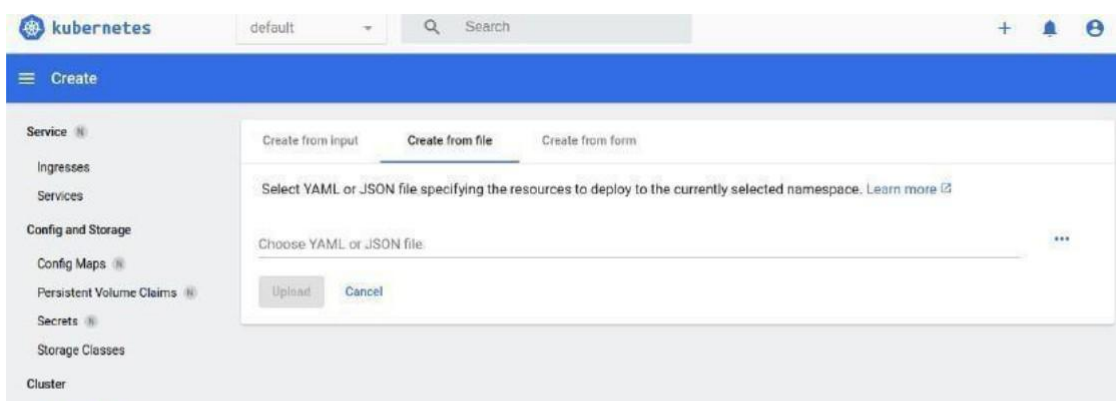 kubernetes
default
Search
Create
Service N
Ingresses
Services
Config and Storage
Config Maps N
Persistent Volume Claims N
Secrets N
Storage Classes
Cluster
Create from input Create from file Create from form
Select YAML or JSON file specifying the resources to deploy to the currently selected namespace. Learn more
Choose YAML or JSON file
Upload Cancel